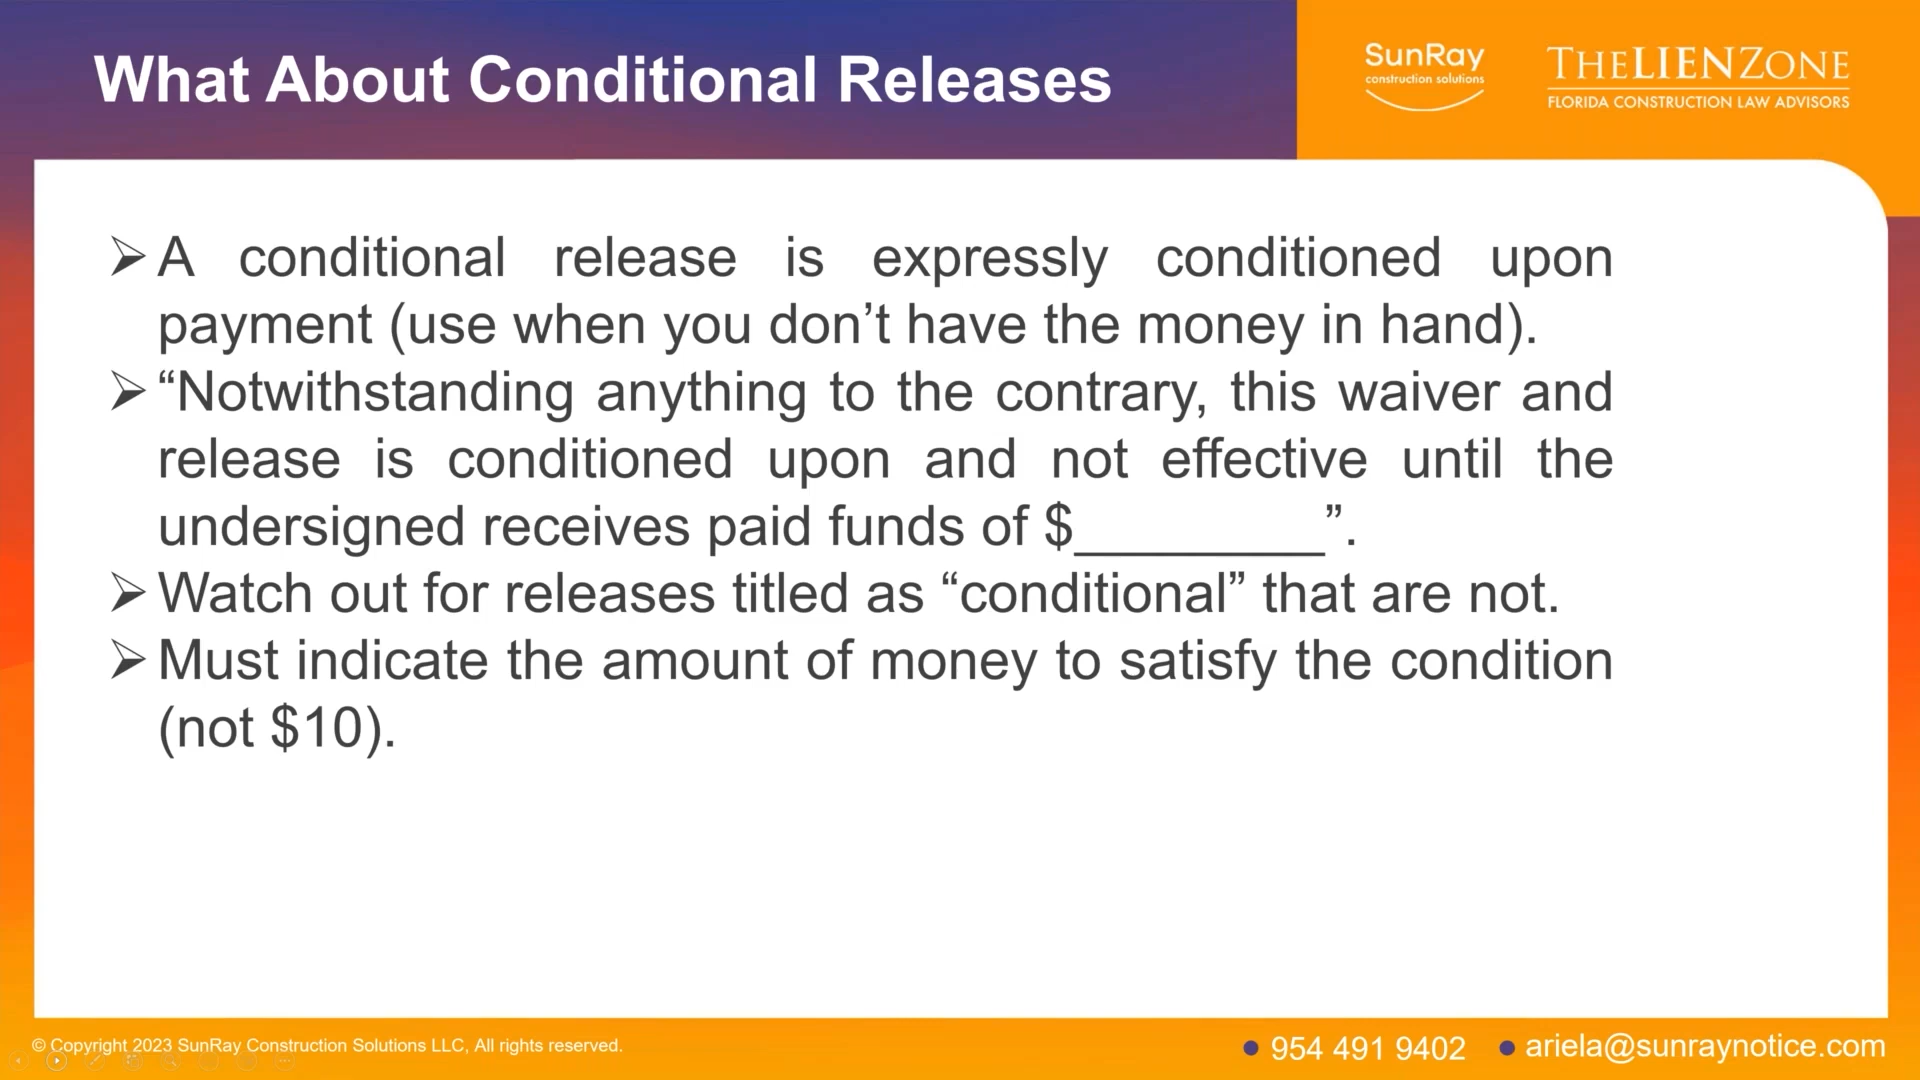 What About Conditional Releases
SunRay
construction solutions
THELIENZONE
FLORIDA CONSTRUCTION LAW ADVISORS
➢ A conditional release is expressly conditioned upon
payment (use when you don’t have the money in hand).
➢ “Notwithstanding anything to the contrary, this waiver and
release is conditioned upon and not effective until the
undersigned receives paid funds of $_________”.
➢ Watch out for releases titled as “conditional” that are not.
➢ Must indicate the amount of money to satisfy the condition
(not $10).
© Copyright 2023 SunRay Construction Solutions LLC, All rights reserved.
● 954 491 9402 ● ariela@sunraynotice.com